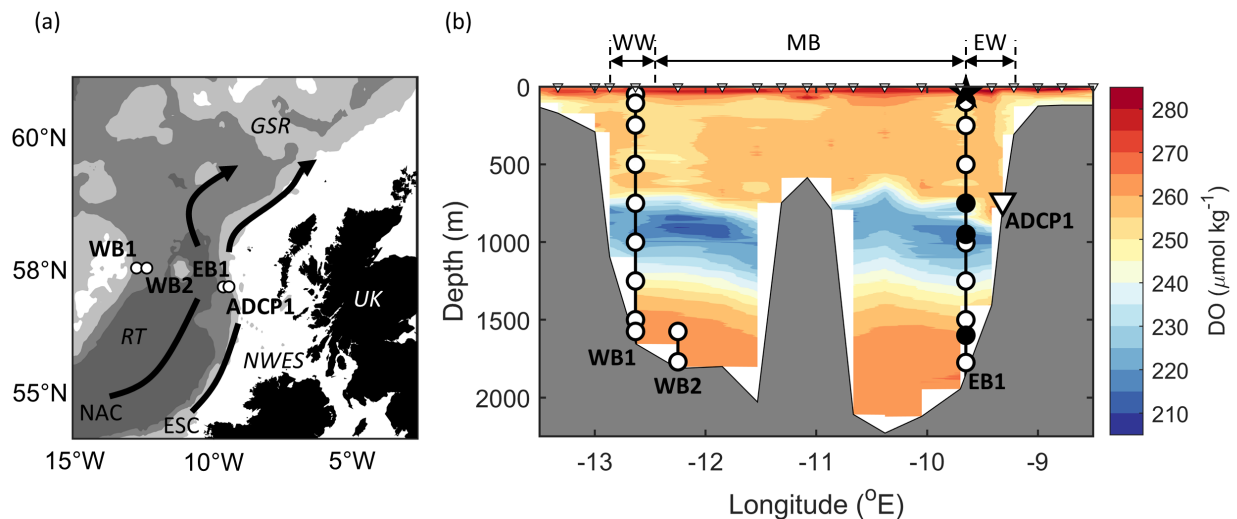 (a)
60°N
58°N
55°N
15°W
10°W
5°W
GSR
WB1
WB2
EB1
ADCP1
UK
RT
NWES
NAC
ESC
(b)
WW
MB
EW
0
500
1000
1500
2000
Depth (m)
WB1
WB2
EB1
ADCP1
-13
-12
-11
-10
-9
Longitude (°E)
280
270
260
250
240
230
220
210
DO (μmol kg⁻¹)